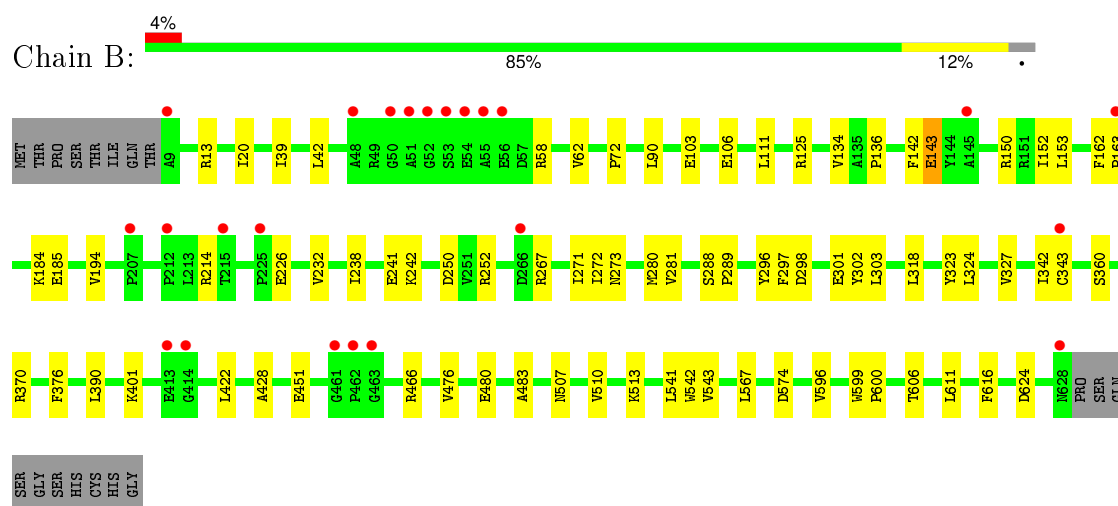 4%
Chain B:
85% 12% •
MET THR PRO SER THR ILE GLN THR A9 R13 I20 I39 L42 A48 R49 G50 A51 G52 S53 E54 A55 E56 D57 R58 V62 P72 L90 E103 E106 L111 R125 V134 A135 P136 F142 E143 Y144 A145 R150 R151 I152 L153 F162
K184 E185 V194 P207 P212 L213 R214 T215 P225 E226 V232 I238 E241 K242 D250 V251 R252 D266 R267 I271 I272 N273 M280 V281 S288 P289 Y296 F297 D298 E301 Y302 L303 L318 Y323 L324 V327 I342 C343 S360
R370 F376 L390 K401 E413 G414 L422 A428 E451 G461 P462 G463 R466 V476 E480 A483 N507 V510 K513 L541 W542 V543 L567 D574 V596 W599 P600 T606 L611 F616 D624 N628 PRO SER
SER GLY SER HIS CYS HIS GLY